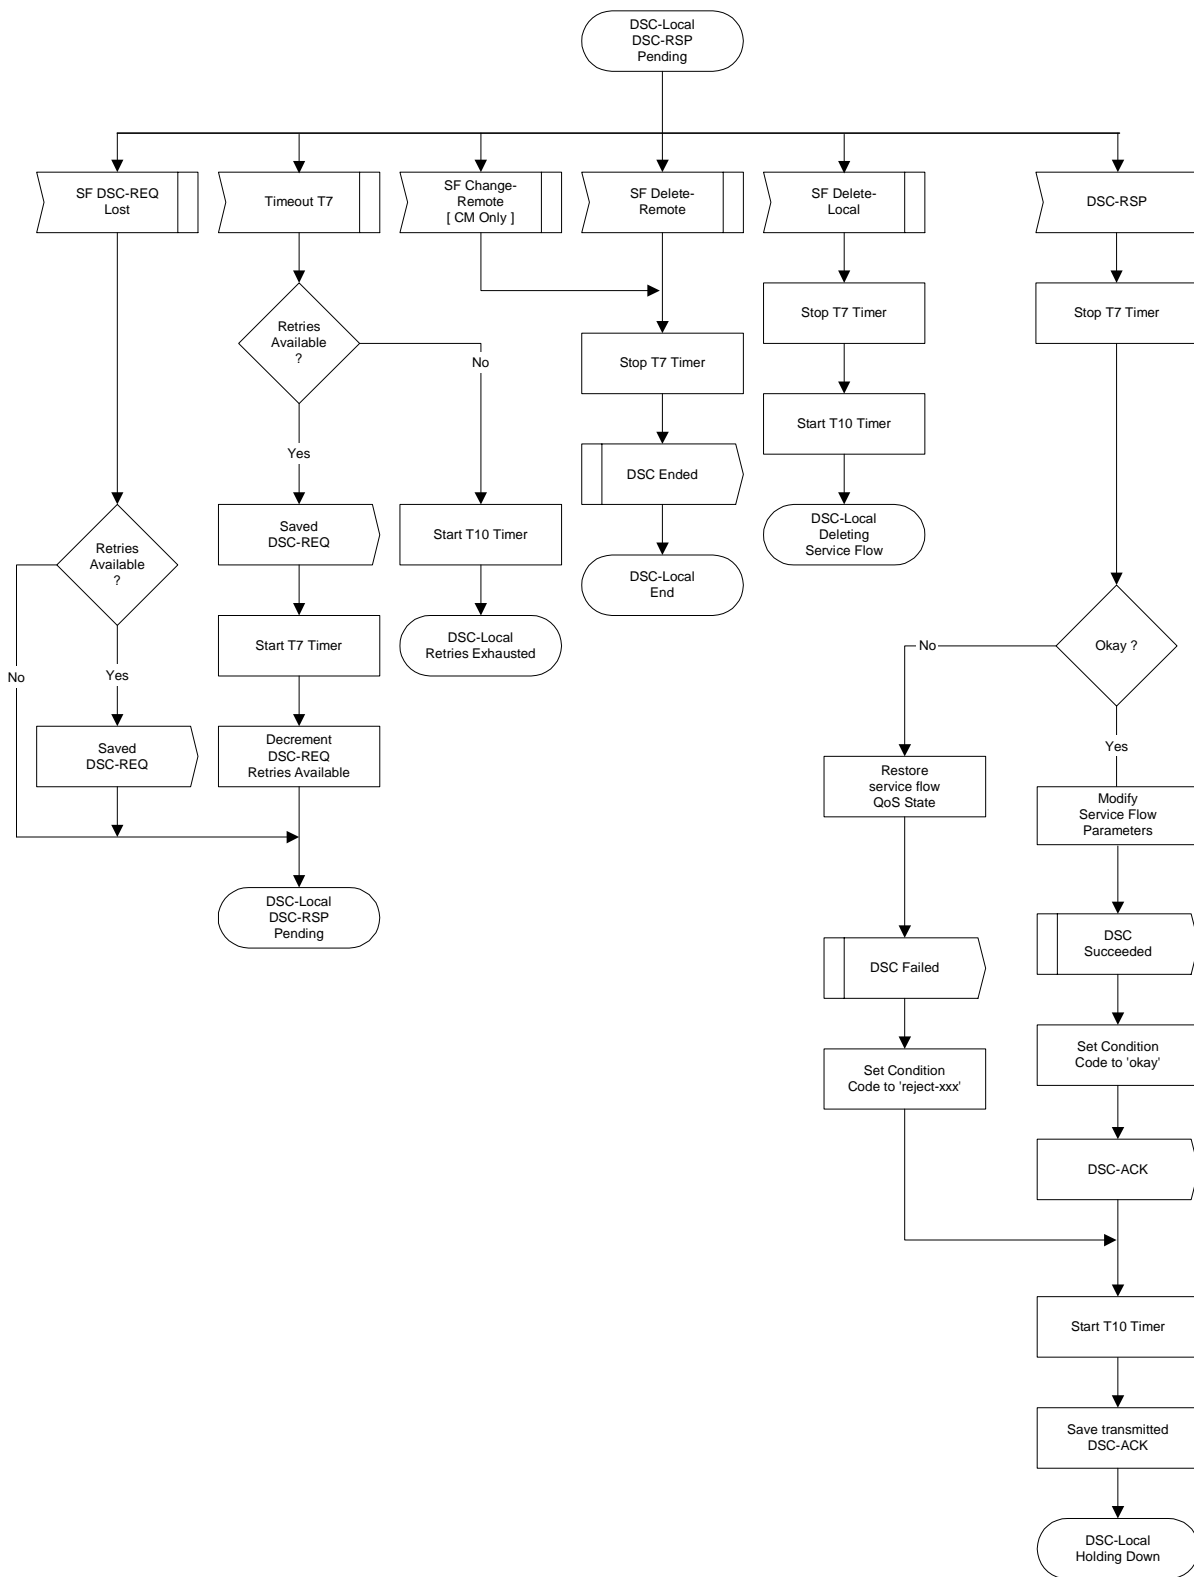 DSC-Local
DSC-RSP
Pending
SF DSC-REQ
Lost
Timeout T7
SF Change-
Remote
[ CM Only ]
SF Delete-
Remote
SF Delete-
Local
DSC-RSP
Retries
Available
?
No
Yes
Stop T7 Timer
Stop T7 Timer
Stop T7 Timer
Start T10 Timer
DSC Ended
Saved
DSC-REQ
Start T10 Timer
DSC-Local
Deleting
Service Flow
Retries
Available
?
DSC-Local
End
Start T7 Timer
DSC-Local
Retries Exhausted
Okay ?
No
No
Yes
Saved
DSC-REQ
Decrement
DSC-REQ
Retries Available
Yes
Restore
service flow
QoS State
Modify
Service Flow
Parameters
DSC-Local
DSC-RSP
Pending
DSC Failed
DSC
Succeeded
Set Condition
Code to 'reject-xxx'
Set Condition
Code to 'okay'
DSC-ACK
Start T10 Timer
Save transmitted
DSC-ACK
DSC-Local
Holding Down